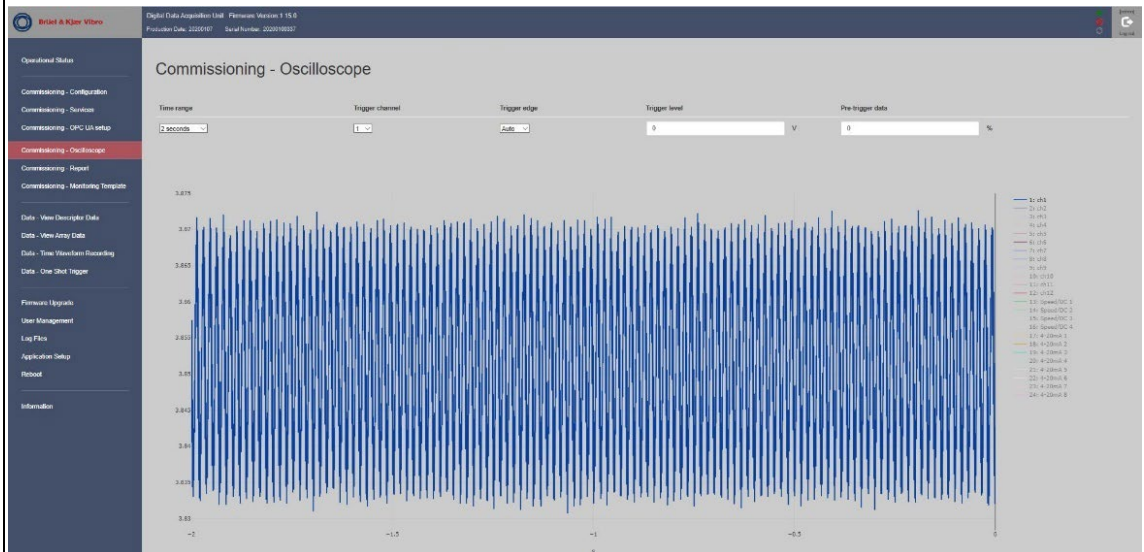 Brüel & Kjær Vibro
Digital Data Acquisition Unit Firmware Version 1.15.0
Production Date: 20200107 Serial Number: 20200100037
Logout
Operational Status
Commissioning - Configuration
Commissioning - Services
Commissioning - OPC UA setup
Commissioning - Oscilloscope
Commissioning - Report
Commissioning - Monitoring Template
Data - View Descriptor Data
Data - View Array Data
Data - Time Waveform Recording
Data - One Shot Trigger
Firmware Upgrade
User Management
Log Files
Application Setup
Reboot
Information
Commissioning - Oscilloscope
Time range Trigger channel Trigger edge Trigger level Pre-trigger data
2 seconds 1 Auto 0 V 0 %
3.875
3.87
3.865
3.86
3.855
3.85
3.845
3.84
3.835
3.83
-2 -1.5 -1 -0.5 0
1: ch1
2: ch2
3: ch3
4: ch4
5: ch5
6: ch6
7: ch7
8: ch8
9: ch9
10: ch10
11: ch11
12: ch12
13: Speed/DC 1
14: Speed/DC 2
15: Speed/DC 3
16: Speed/DC 4
17: 4-20mA 1
18: 4-20mA 2
19: 4-20mA 3
20: 4-20mA 4
21: 4-20mA 5
22: 4-20mA 6
23: 4-20mA 7
24: 4-20mA 8